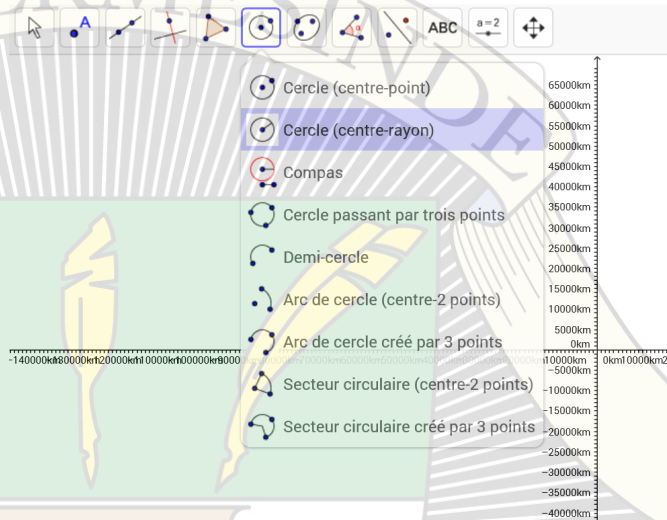 RMESINDE
A
α
ABC
a=2
Cercle (centre-point)
Cercle (centre-rayon)
Compas
Cercle passant par trois points
Demi-cercle
Arc de cercle (centre-2 points)
Arc de cercle créé par 3 points
Secteur circulaire (centre-2 points)
Secteur circulaire créé par 3 points
65000km
60000km
55000km
50000km
45000km
40000km
35000km
30000km
25000km
20000km
15000km
10000km
5000km
0km
0km10000km
−5000km
−10000km
−15000km
−20000km
−25000km
−30000km
−35000km
−40000km